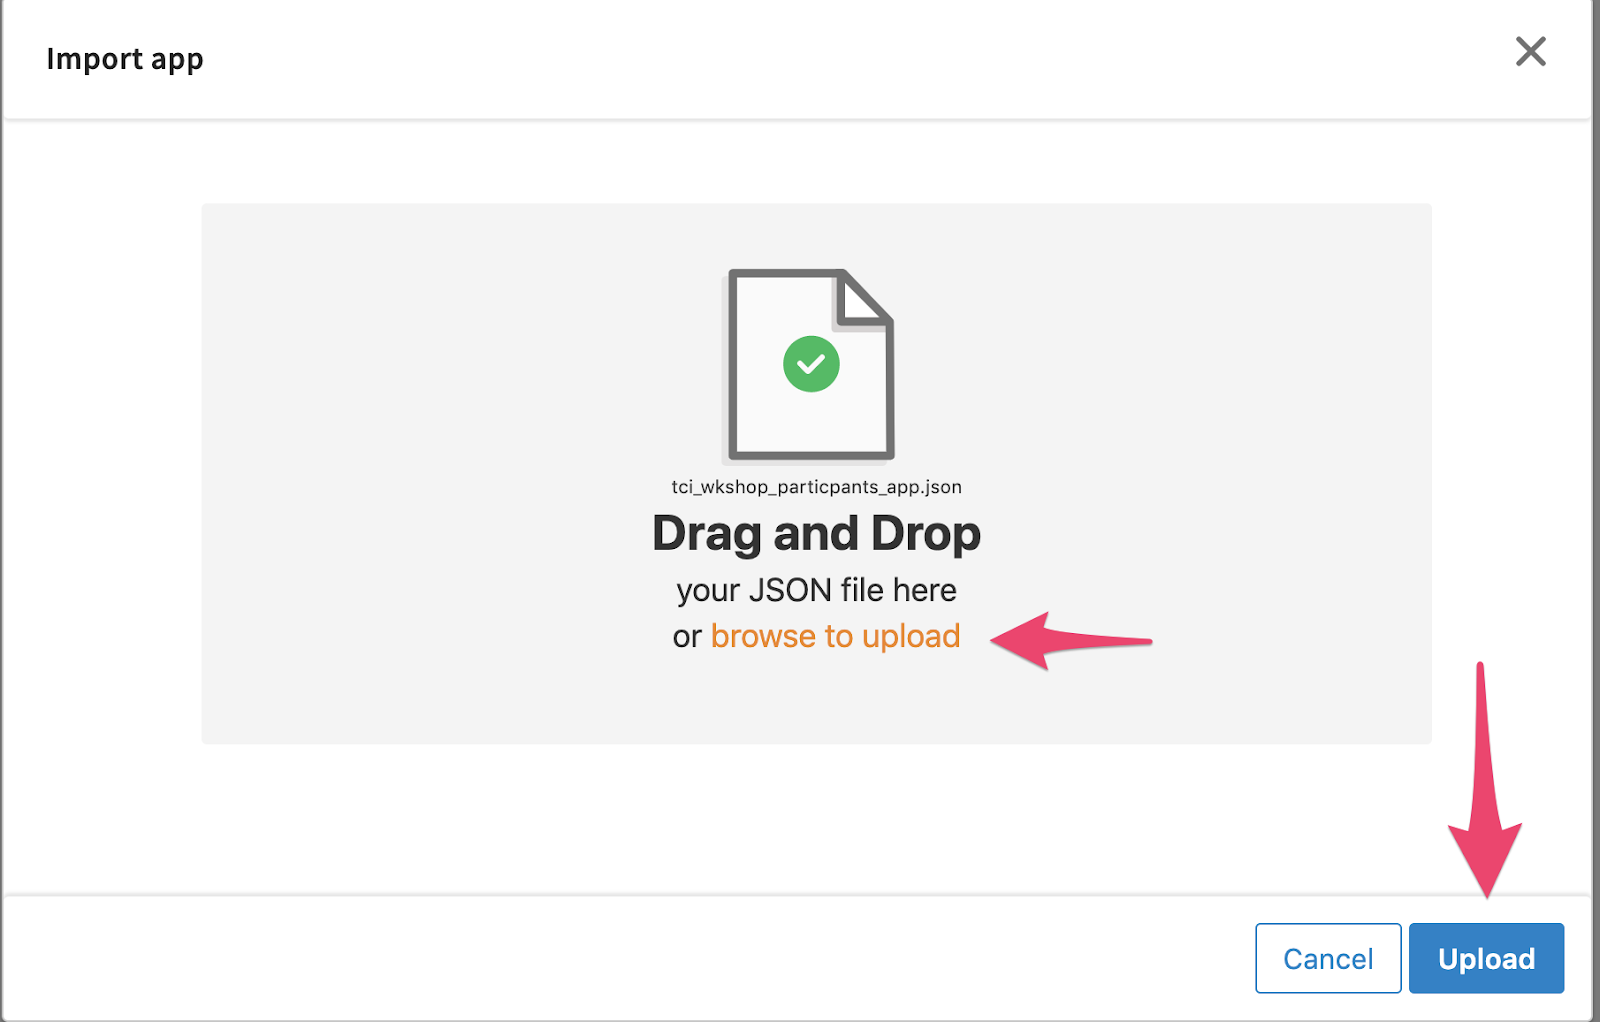 Import app
tci_wkshop_particpants_app.json
Drag and Drop
your JSON file here
or browse to upload
Cancel
Upload